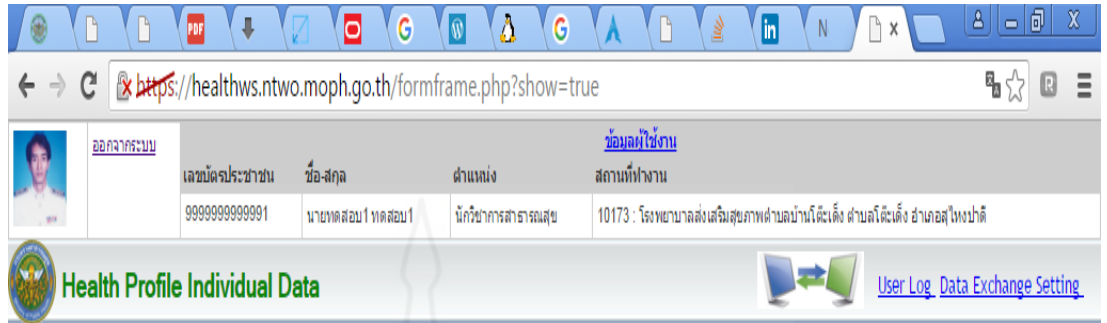 PDF
in
N
https://healthws.ntwo.moph.go.th/formframe.php?show=true
ออกจากระบบ
ข้อมูลผู้ใช้งาน
เลขบัตรประชาชน ชื่อ-สกุล ตำแหน่ง สถานที่ทำงาน
9999999999991 นายทดสอบ1 ทดสอบ1 นักวิชาการสาธารณสุข 10173 : โรงพยาบาลส่งเสริมสุขภาพตำบลบ้านโต๊ะเด็ง ตำบลโต๊ะเด็ง อำเภอสุไหงปาดี
Health Profile Individual Data
User Log Data Exchange Setting